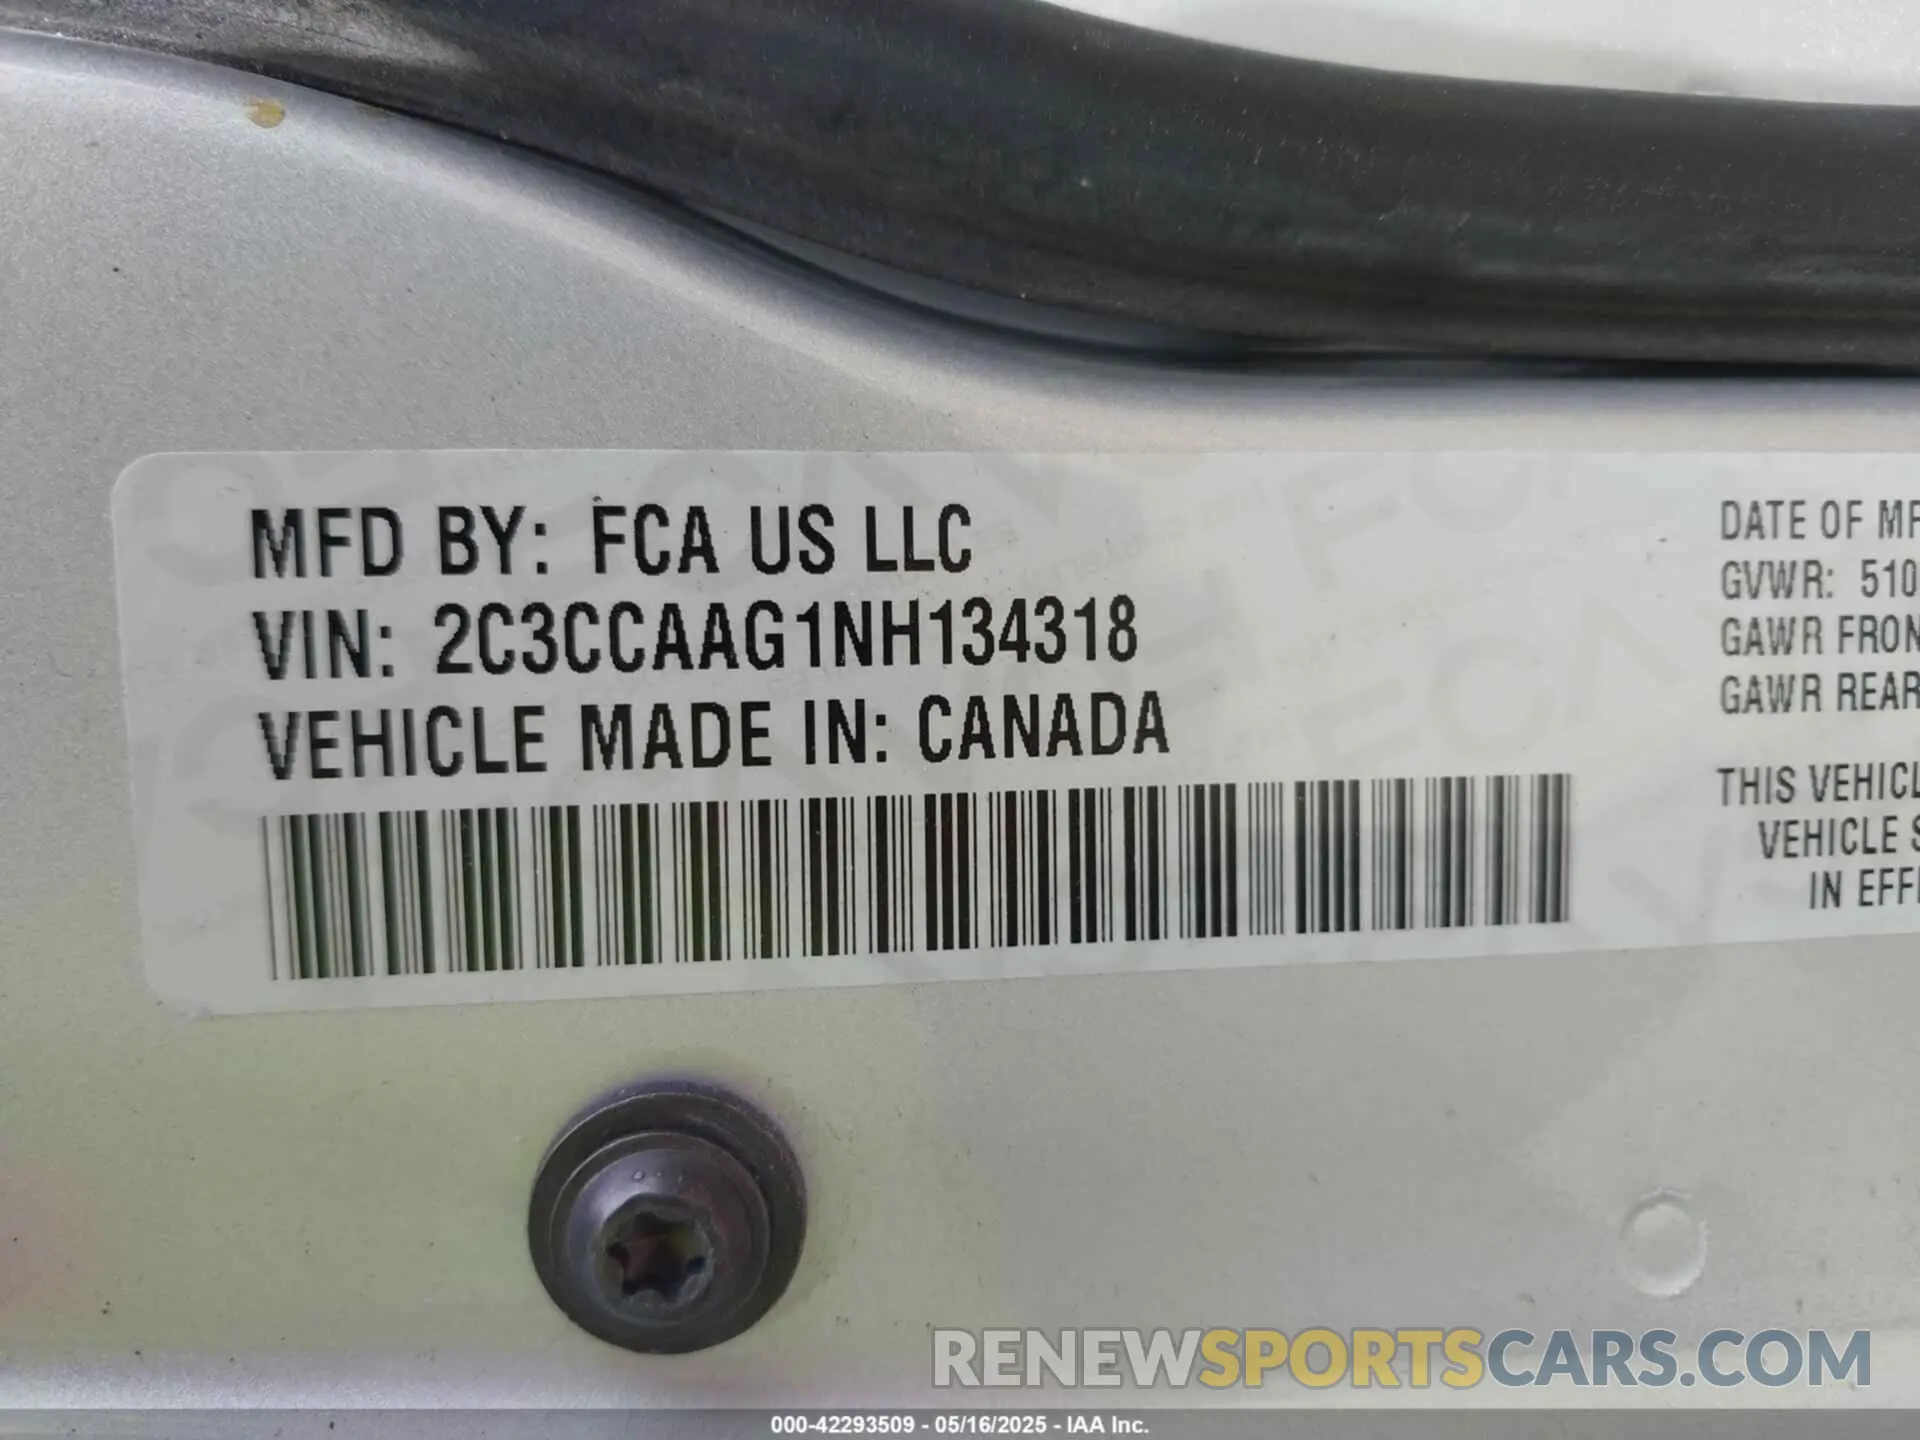 MFD BY: FCA US LLC
VIN: 2C3CCAAG1NH134318
VEHICLE MADE IN: CANADA
DATE OF
GVWR: 510
GAWR FRON
GAWR REAR
THIS VEHICL
VEHICLE S
IN EFF
RENEWSPORTSCARS.COM
000-42293509 - 05/16/2025 - IAA Inc.